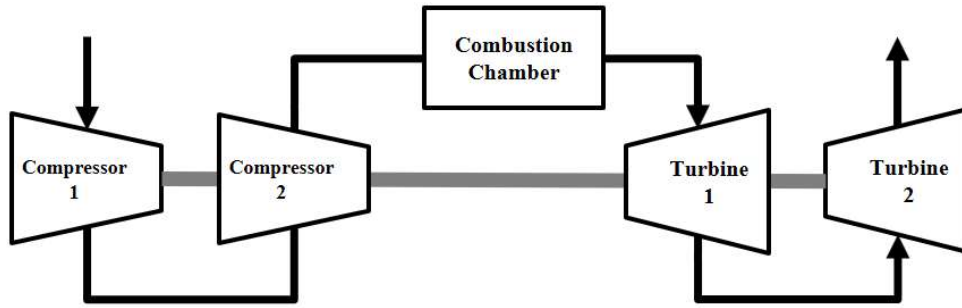 Combustion
Chamber
Compressor
1
Compressor
2
Turbine
1
Turbine
2